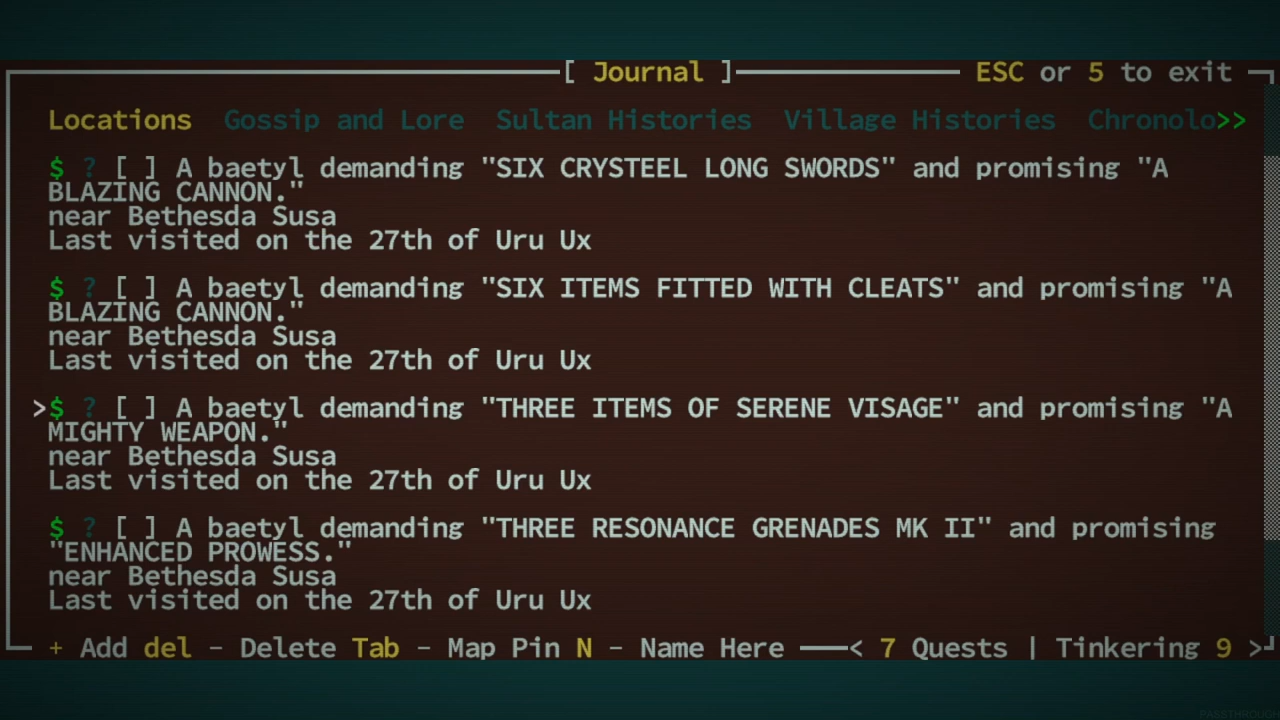 [ Journal ] ESC or 5 to exit
Locations Gossip and Lore Sultan Histories Village Histories Chronolo>>
$ ? [ ] A baetyl demanding "SIX CRYSTEEL LONG SWORDS" and promising "A
BLAZING CANNON."
near Bethesda Susa
Last visited on the 27th of Uru Ux
$ ? [ ] A baetyl demanding "SIX ITEMS FITTED WITH CLEATS" and promising "A
BLAZING CANNON."
near Bethesda Susa
Last visited on the 27th of Uru Ux
>$ ? [ ] A baetyl demanding "THREE ITEMS OF SERENE VISAGE" and promising "A
MIGHTY WEAPON."
near Bethesda Susa
Last visited on the 27th of Uru Ux
$ ? [ ] A baetyl demanding "THREE RESONANCE GRENADES MK II" and promising
"ENHANCED PROWESS."
near Bethesda Susa
Last visited on the 27th of Uru Ux
+ Add del - Delete Tab - Map Pin N - Name Here < 7 Quests | Tinkering 9 >